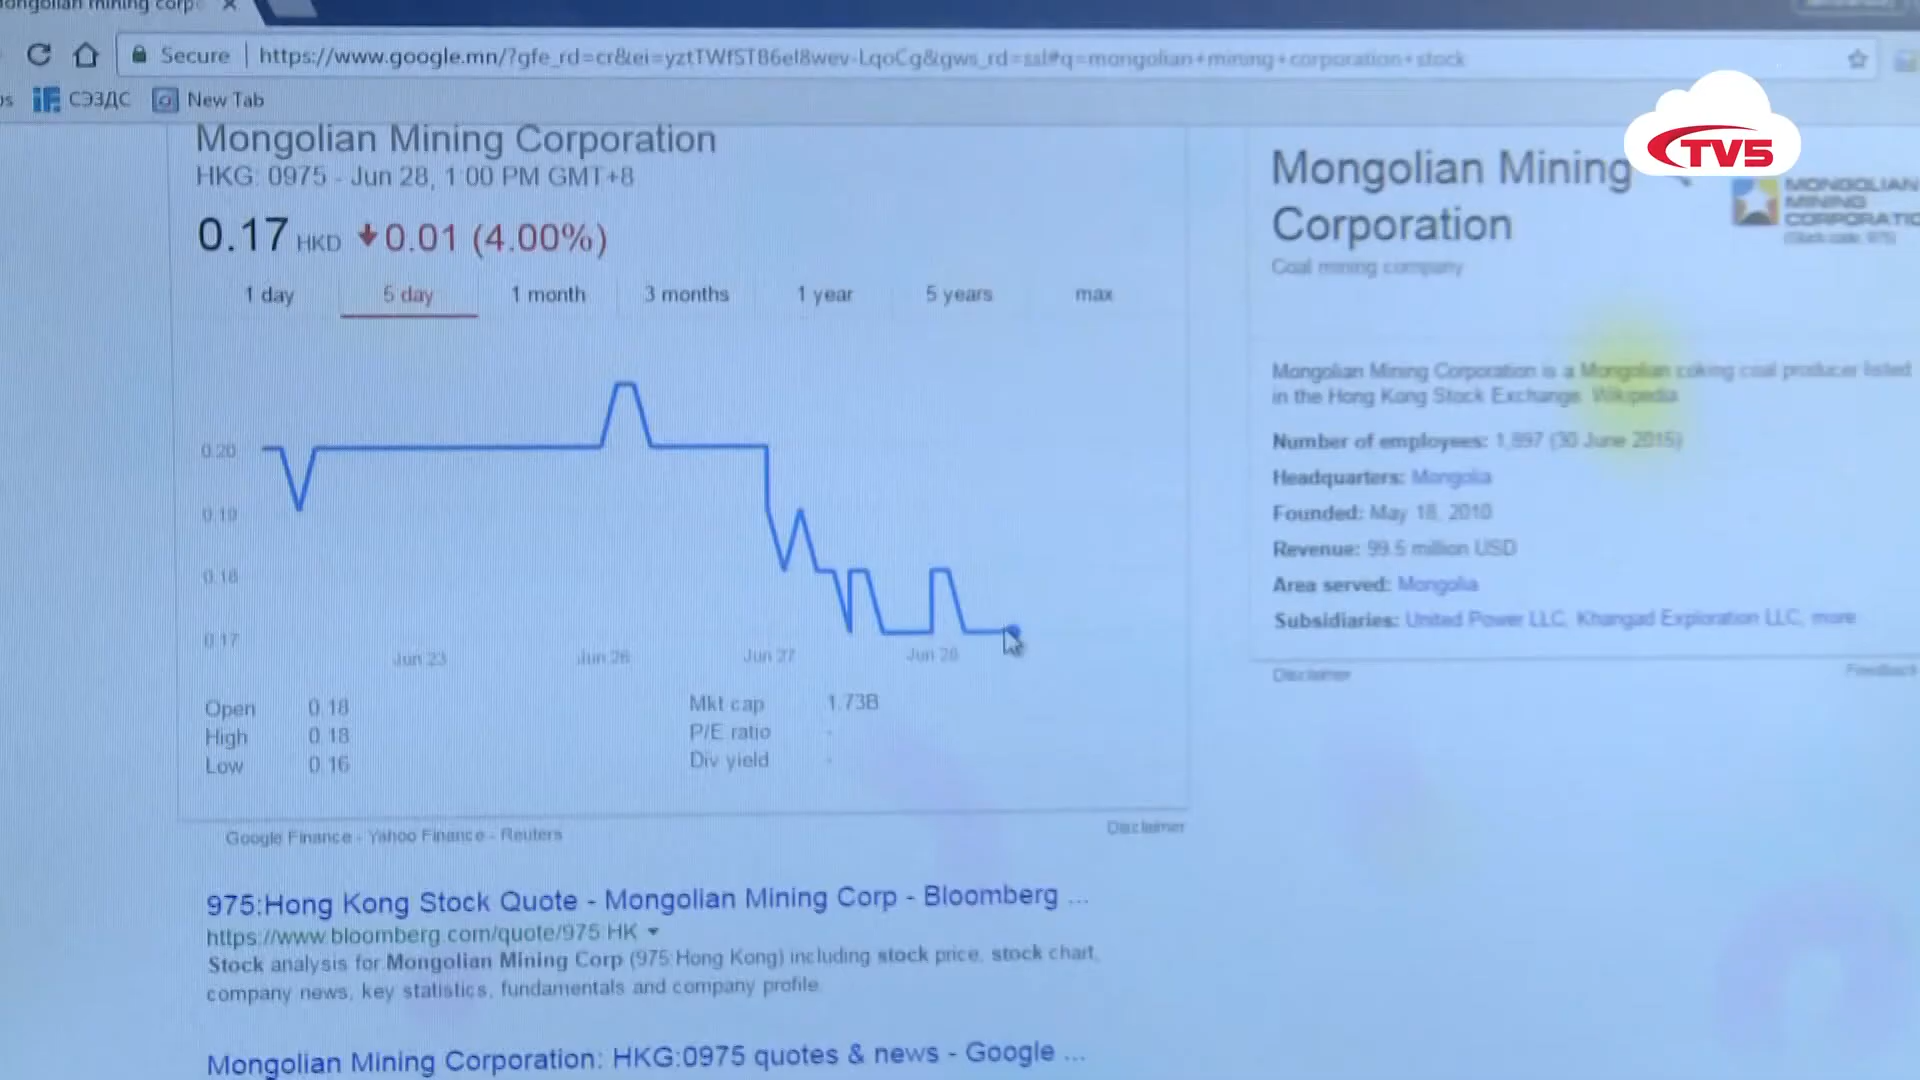 ongolian mining corp
Secure https://www.google.mn/?gfe_rd=cr&ei=yztTWfSTB6eI8wev-LqoCg&gws_rd=ssl#q=mongolian+mining+corporation+stock
СЭЗДС New Tab
TV5
Mongolian Mining Corporation
HKG: 0975 - Jun 28, 1:00 PM GMT+8
0.17 HKD 0.01 (4.00%)
1 day 5 day 1 month 3 months 1 year 5 years max
0.20
0.19
0.18
0.17
Jun 23 Jun 26 Jun 27 Jun 28
Open 0.18 Mkt cap 1.73B
High 0.18 P/E ratio -
Low 0.16 Div yield -
Google Finance - Yahoo Finance - Reuters
Disclaimer
975:Hong Kong Stock Quote - Mongolian Mining Corp - Bloomberg ...
https://www.bloomberg.com/quote/975:HK
Stock analysis for Mongolian Mining Corp (975:Hong Kong) including stock price, stock chart,
company news, key statistics, fundamentals and company profile.
Mongolian Mining Corporation: HKG:0975 quotes & news - Google ...
Mongolian Mining
Corporation
Coal mining company
MONGOLIAN
MINING
CORPORATIO
(Stock code: 975)
Mongolian Mining Corporation is a Mongolian coking coal producer listed
in the Hong Kong Stock Exchange. Wikipedia
Number of employees: 1,897 (30 June 2015)
Headquarters: Mongolia
Founded: May 18, 2010
Revenue: 99.5 million USD
Area served: Mongolia
Subsidiaries: United Power LLC, Khangad Exploration LLC, more
Disclaimer
Feedback